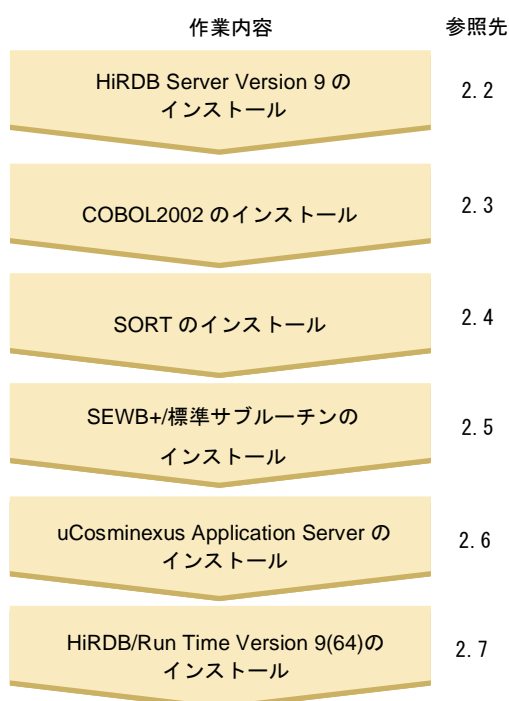 作業内容 参照先
HiRDB Server Version 9 の
インストール
2.2
COBOL2002 のインストール
2.3
SORT のインストール
2.4
SEWB+/標準サブルーチンの
インストール
2.5
uCosminexus Application Server の
インストール
2.6
HiRDB/Run Time Version 9(64)の
インストール
2.7